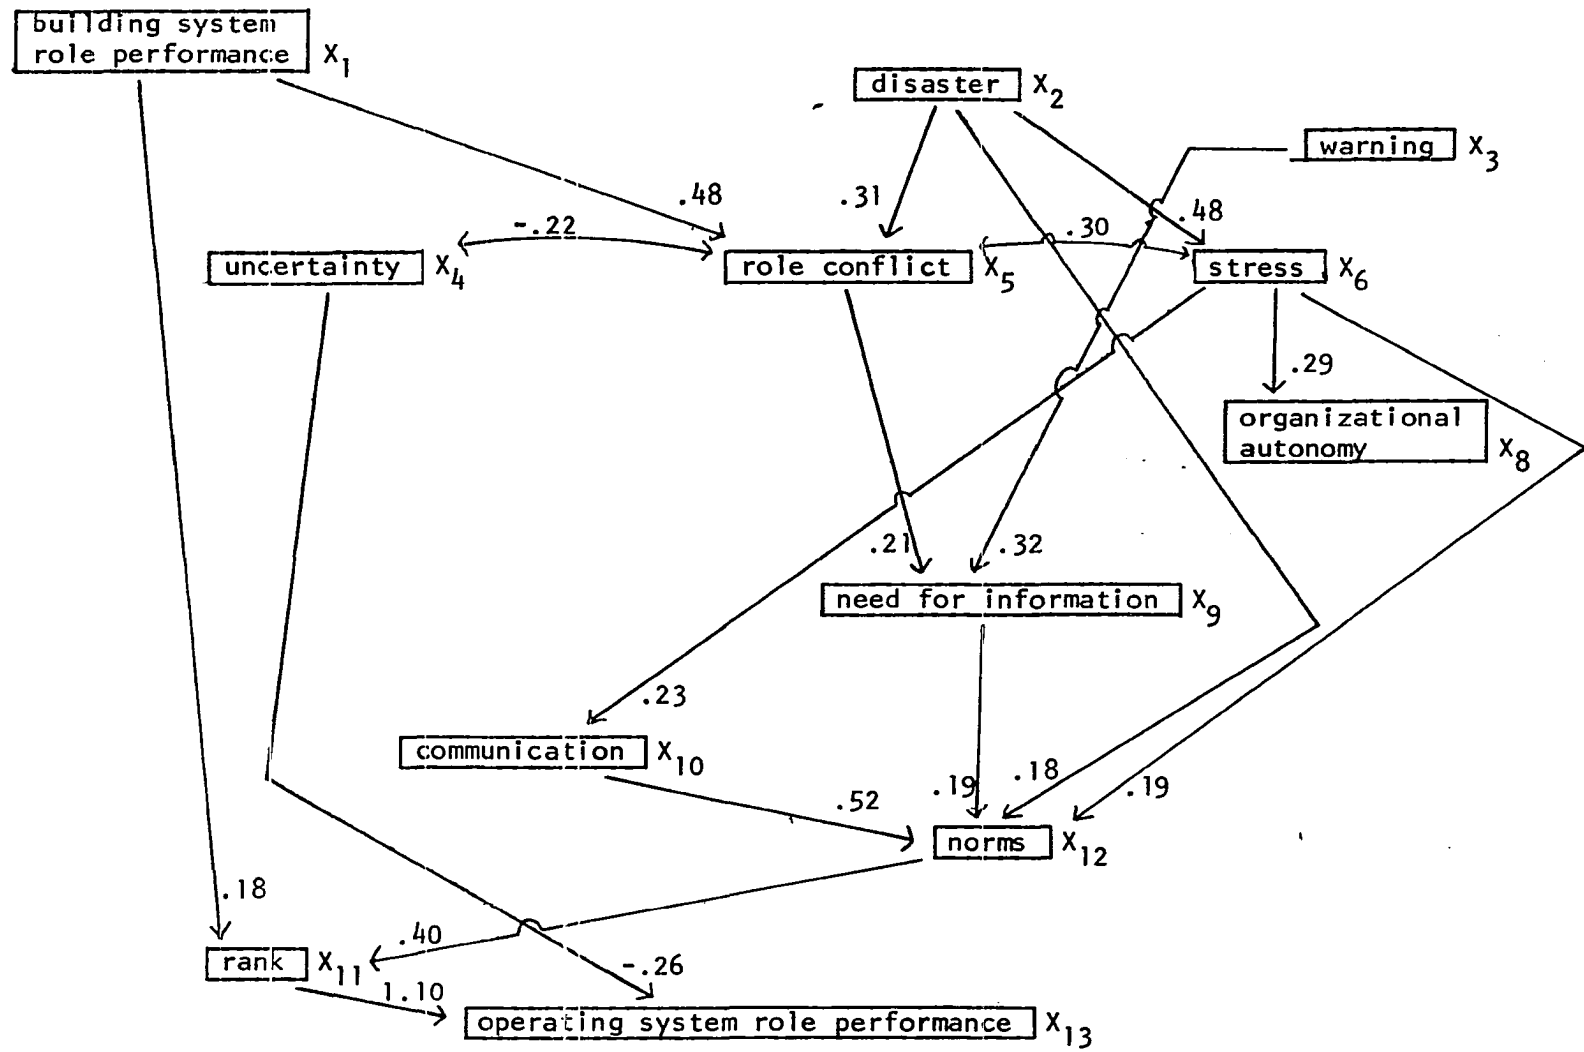 building system
role performance X1
disaster X2
warning X3
.48
.31
.48
-.22
.30
uncertainty X4
role conflict X5
stress X6
.29
organizational
autonomy X8
.21
.32
need for information X9
.23
communication X10
.52
.19
.18
.19
norms X12
.18
.40
rank X11
-.26
1.10
operating system role performance X13